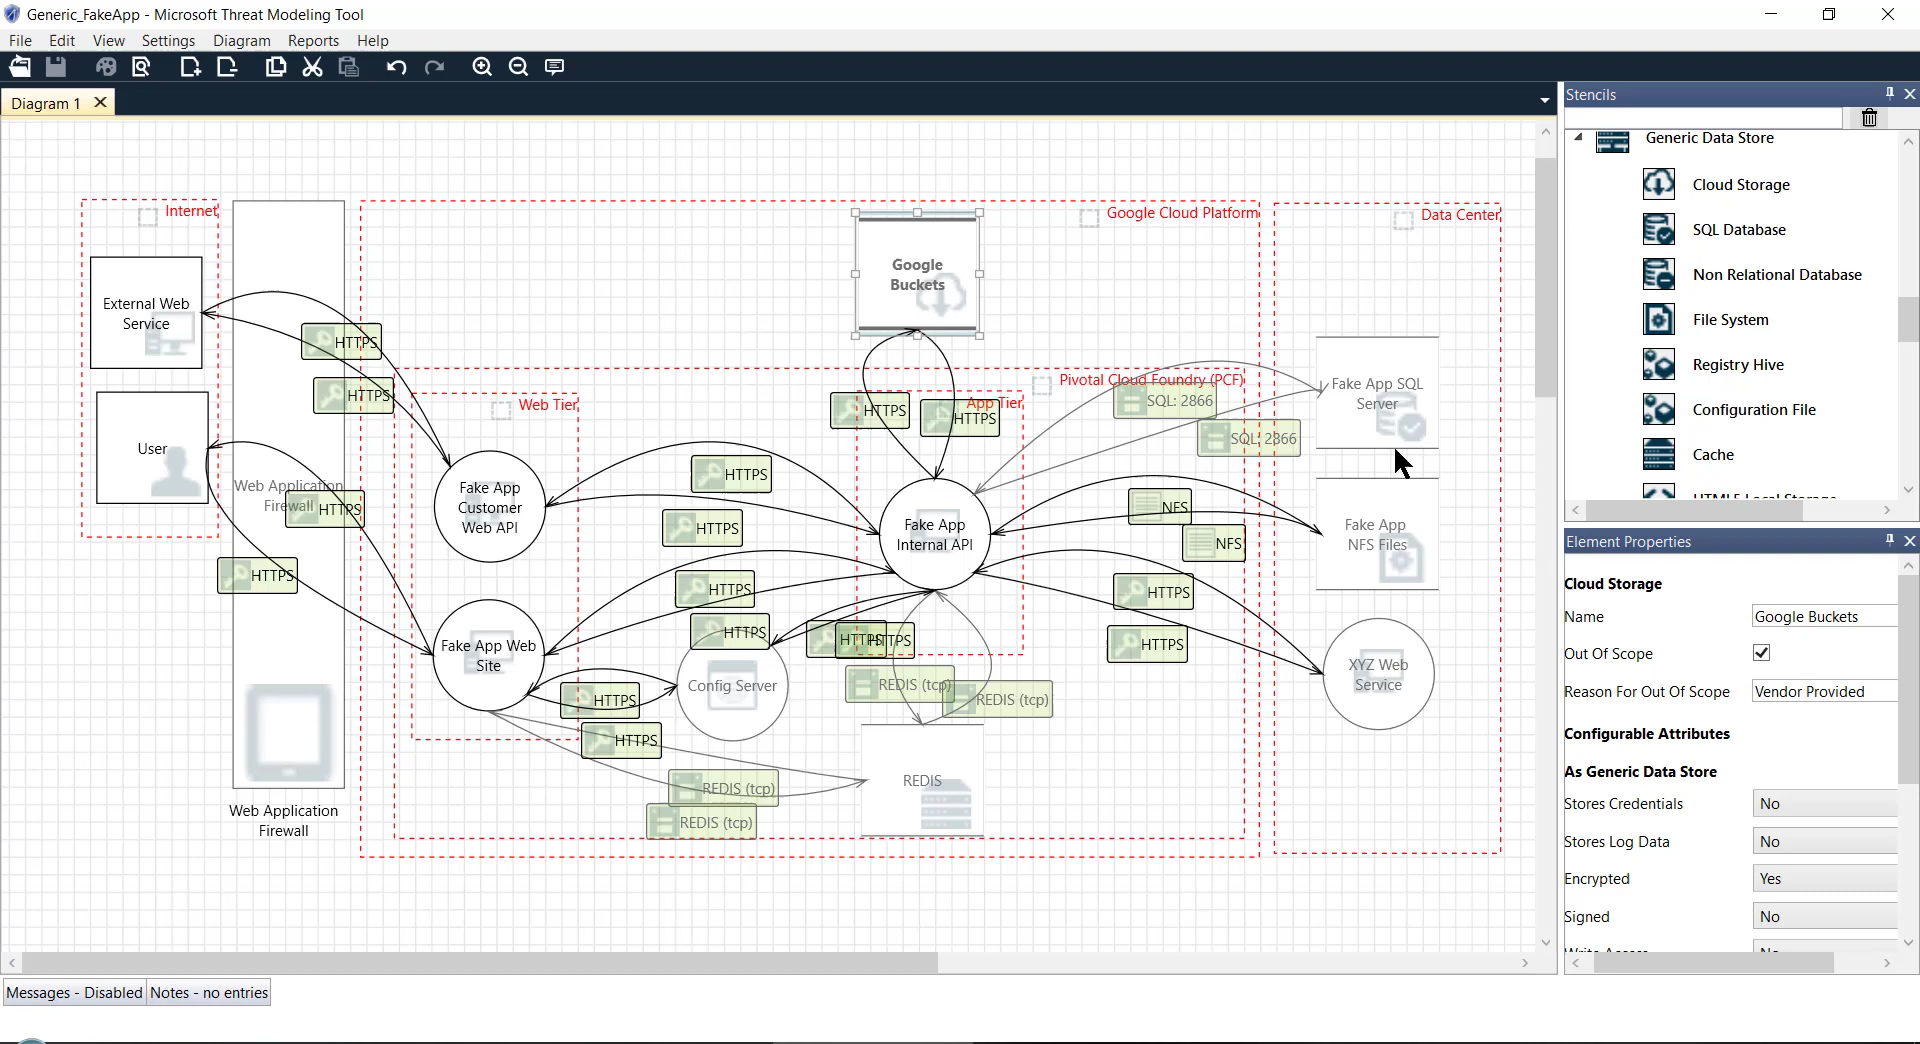 Generic_FakeApp - Microsoft Threat Modeling Tool
File Edit View Settings Diagram Reports Help
Diagram 1
Internet
External Web
Service
User
Web Application
Firewall
Web Application
Firewall
HTTPS
HTTPS
HTTPS
HTTPS
Google Cloud Platform
Google
Buckets
Pivotal Cloud Foundry (PCF)
Web Tier
App Tier
HTTPS
HTTPS
Fake App
Customer
Web API
HTTPS
HTTPS
Fake App
Internal API
Fake App Web
Site
HTTPS
HTTPS
HTTPS
HTTPS
Config Server
HTTPS
HTTPS
REDIS (tcp)
REDIS (tcp)
REDIS
REDIS (tcp)
REDIS (tcp)
SQL: 2866
SQL: 2866
NFS
NFS
HTTPS
HTTPS
Data Center
Fake App SQL
Server
Fake App
NFS Files
XYZ Web
Service
Stencils
Generic Data Store
Cloud Storage
SQL Database
Non Relational Database
File System
Registry Hive
Configuration File
Cache
Element Properties
Cloud Storage
Name Google Buckets
Out Of Scope
Reason For Out Of Scope Vendor Provided
Configurable Attributes
As Generic Data Store
Stores Credentials No
Stores Log Data No
Encrypted Yes
Signed No
Messages - Disabled Notes - no entries